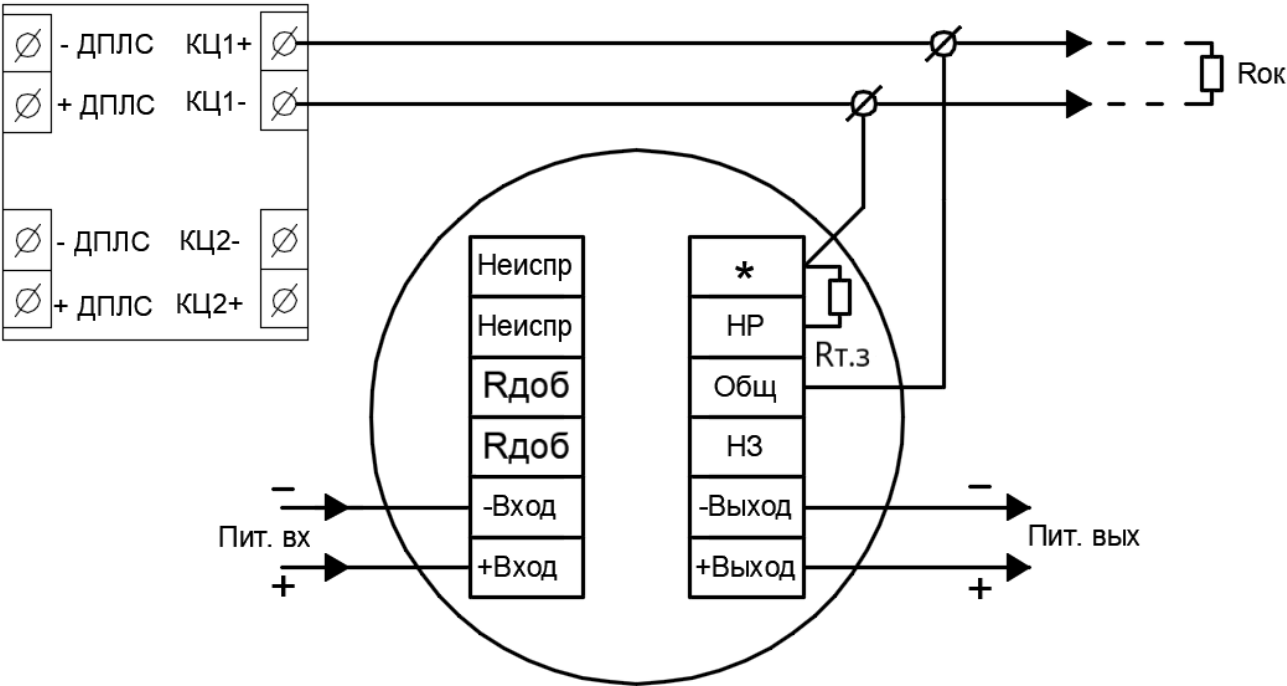 - ДПЛС КЦ1+
+ ДПЛС КЦ1-
Rок
- ДПЛС КЦ2-
+ ДПЛС КЦ2+
Неиспр *
Неиспр НР
Rт.з
Rдоб Общ
Rдоб НЗ
− -Вход -Выход −
Пит. вх Пит. вых
+ +Вход +Выход +